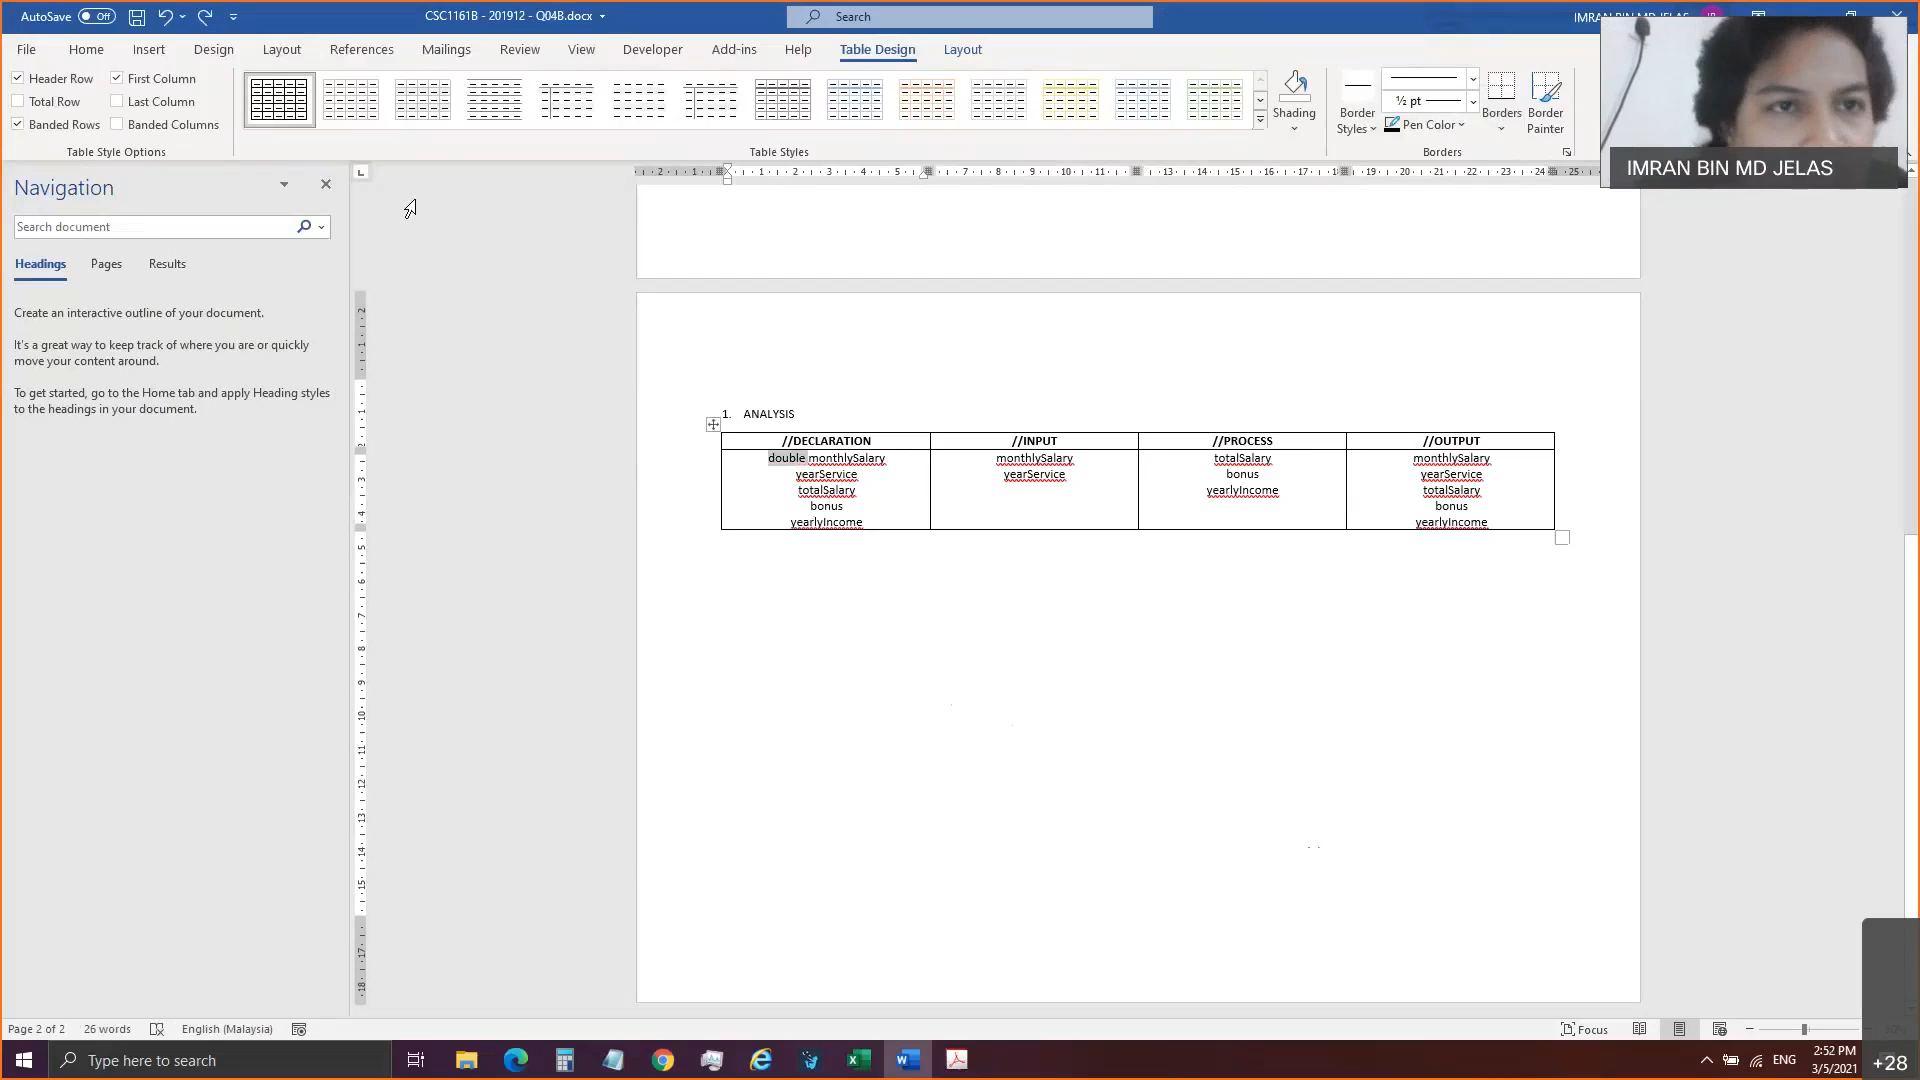 AutoSave Off CSC1161B - 201912 - Q04B.docx Search IMRAN BIN MD JELAS
File Home Insert Design Layout References Mailings Review View Developer Add-ins Help Table Design Layout
Header Row First Column
Total Row Last Column
Banded Rows Banded Columns
Table Style Options
Table Styles
Shading
Border Styles
½ pt
Pen Color
Borders
Border Painter
Borders
IMRAN BIN MD JELAS
Navigation
Search document
Headings Pages Results
Create an interactive outline of your document.
It's a great way to keep track of where you are or quickly
move your content around.
To get started, go to the Home tab and apply Heading styles
to the headings in your document.
1. ANALYSIS
//DECLARATION //INPUT //PROCESS //OUTPUT
double monthlySalary monthlySalary totalSalary monthlySalary
yearService yearService bonus yearService
totalSalary yearlyIncome totalSalary
bonus bonus
yearlyIncome yearlyIncome
Page 2 of 2 26 words English (Malaysia) Focus
Type here to search
ENG 2:52 PM
3/5/2021
+28